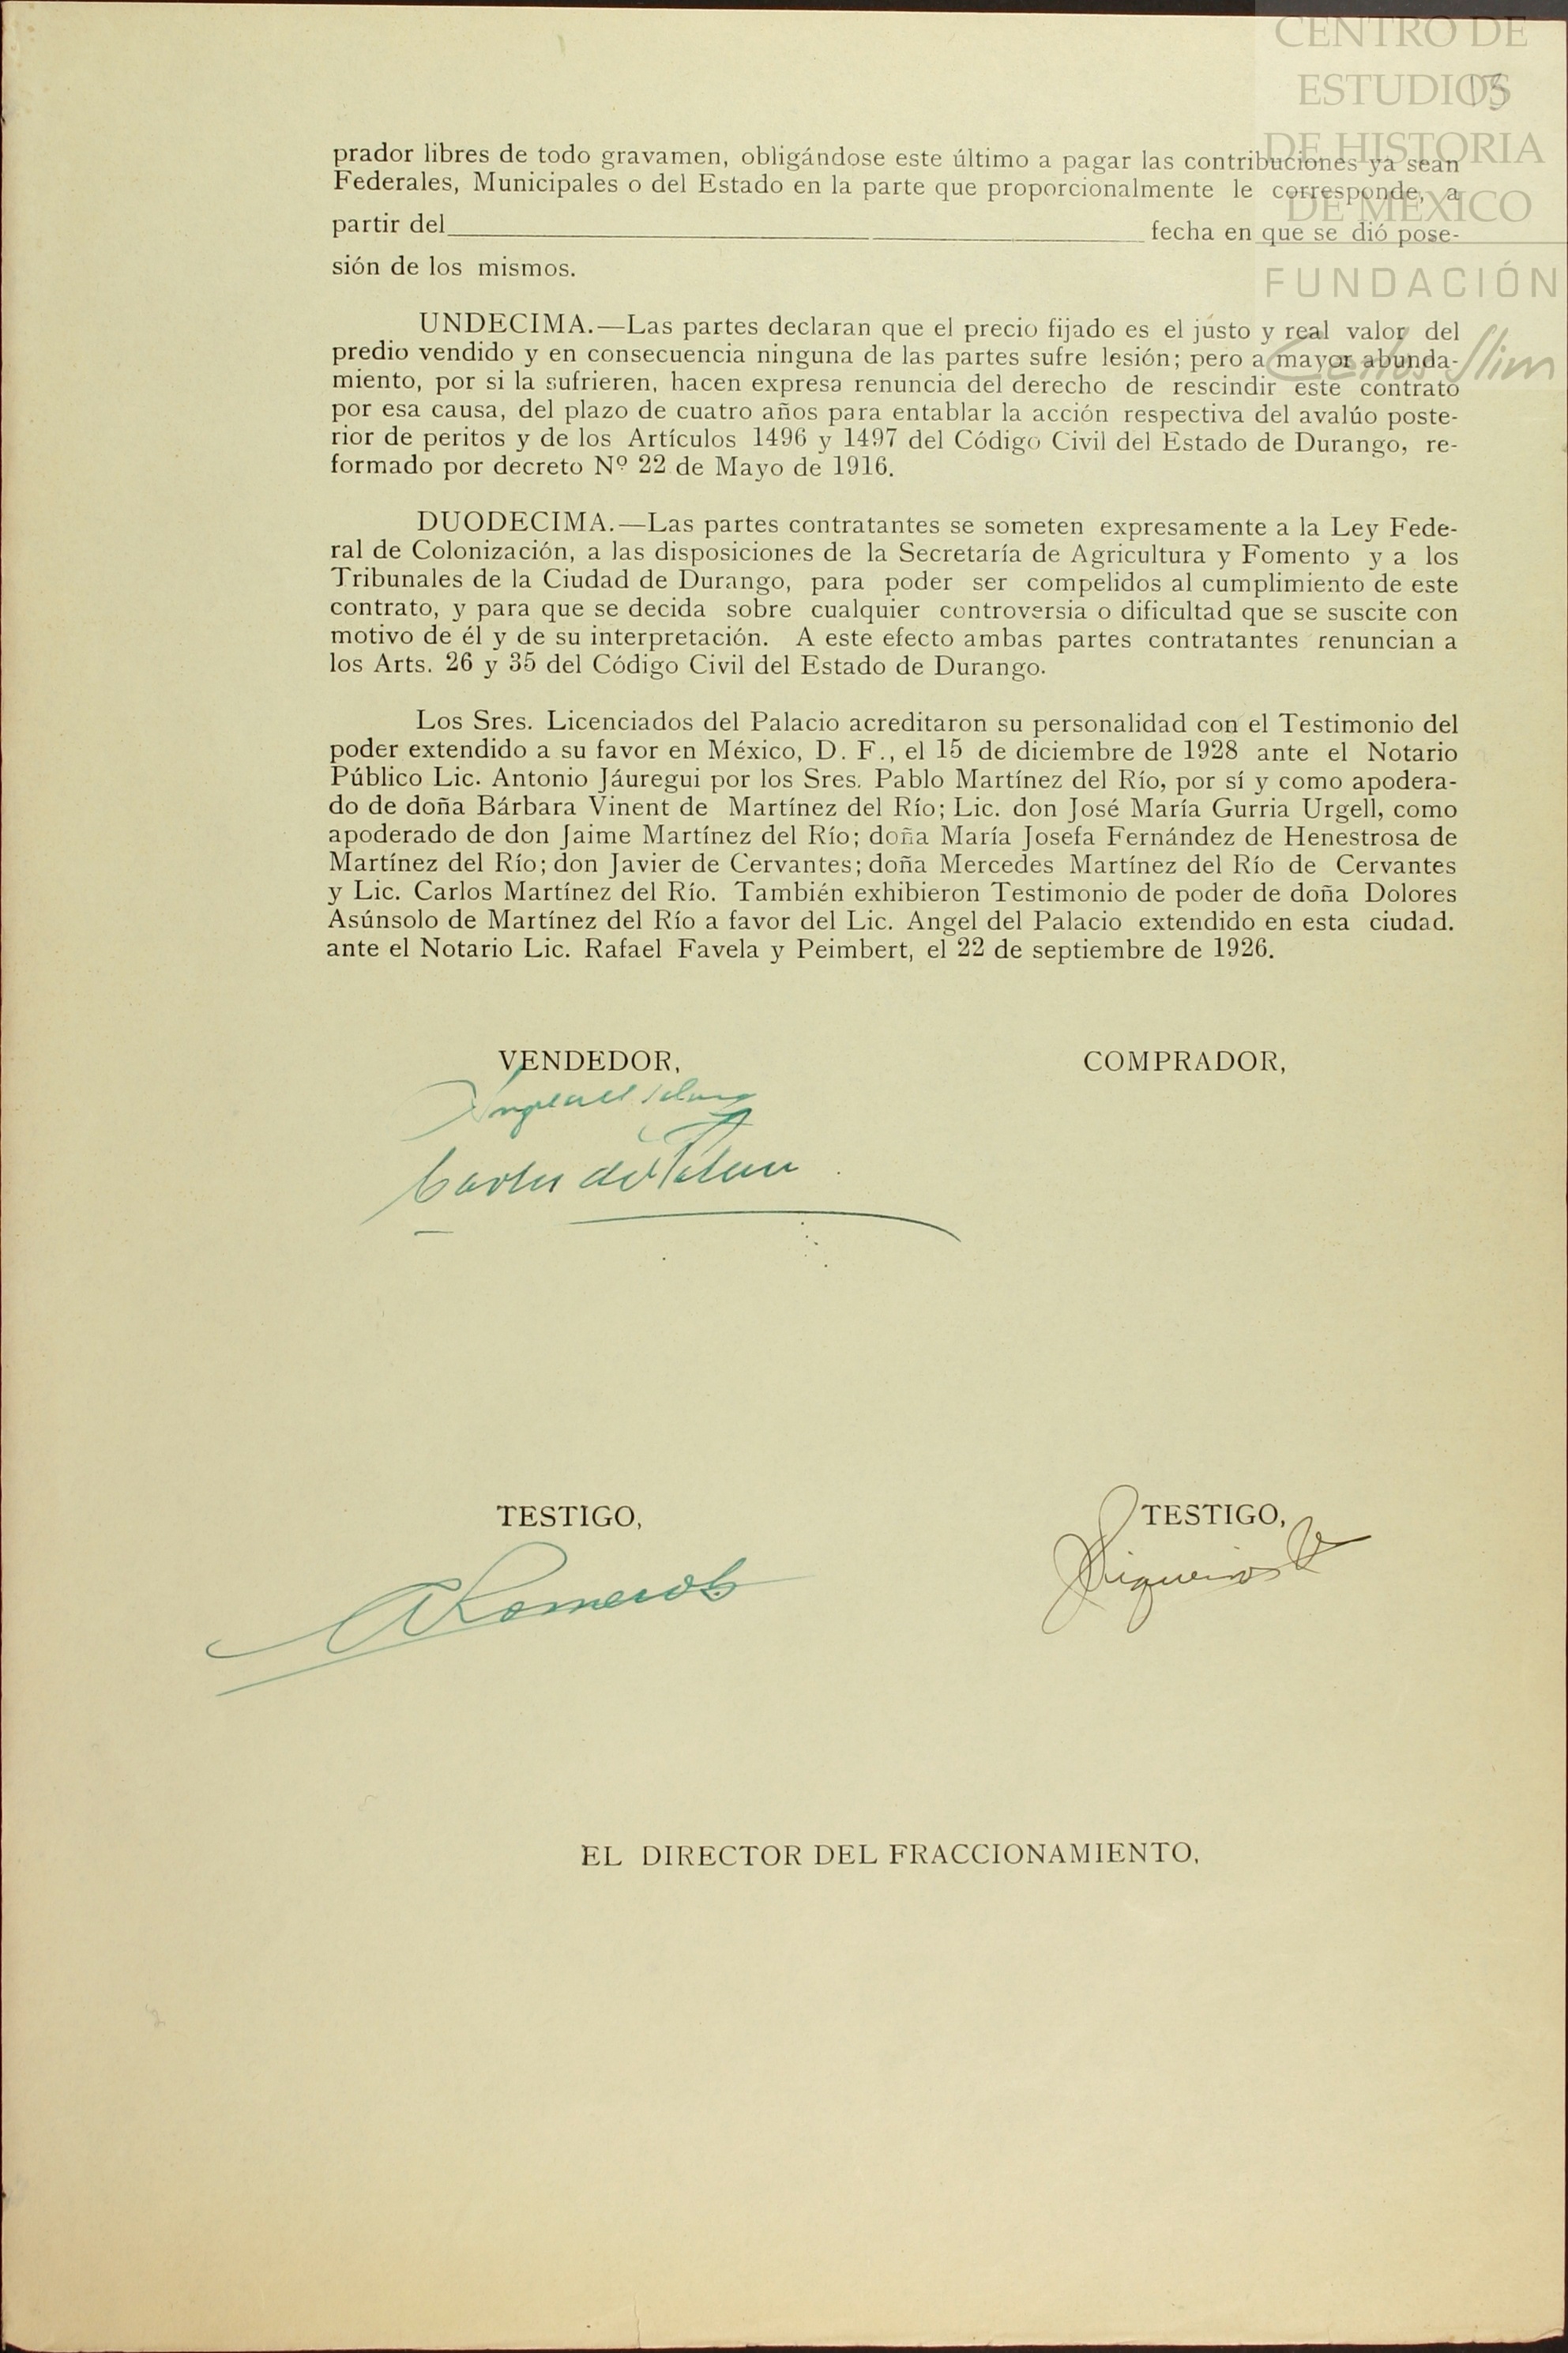 CENTRO DE
ESTUDIOS
DE HISTORIA
DE MÉXICO
FUNDACIÓN
Carlos Slim
13
prador libres de todo gravamen, obligándose este último a pagar las contribuciones ya sean
Federales, Municipales o del Estado en la parte que proporcionalmente le corresponde, a
partir del fecha en que se dió pose-
sión de los mismos.
UNDECIMA.—Las partes declaran que el precio fijado es el justo y real valor del
predio vendido y en consecuencia ninguna de las partes sufre lesión; pero a mayor abunda-
miento, por si la sufrieren, hacen expresa renuncia del derecho de rescindir este contrato
por esa causa, del plazo de cuatro años para entablar la acción respectiva del avalúo poste-
rior de peritos y de los Artículos 1496 y 1497 del Código Civil del Estado de Durango, re-
formado por decreto Nº 22 de Mayo de 1916.
DUODECIMA.—Las partes contratantes se someten expresamente a la Ley Fede-
ral de Colonización, a las disposiciones de la Secretaría de Agricultura y Fomento y a los
Tribunales de la Ciudad de Durango, para poder ser compelidos al cumplimiento de este
contrato, y para que se decida sobre cualquier controversia o dificultad que se suscite con
motivo de él y de su interpretación. A este efecto ambas partes contratantes renuncian a
los Arts. 26 y 35 del Código Civil del Estado de Durango.
Los Sres. Licenciados del Palacio acreditaron su personalidad con el Testimonio del
poder extendido a su favor en México, D. F., el 15 de diciembre de 1928 ante el Notario
Público Lic. Antonio Jáuregui por los Sres. Pablo Martínez del Río, por sí y como apodera-
do de doña Bárbara Vinent de Martínez del Río; Lic. don José María Gurria Urgell, como
apoderado de don Jaime Martínez del Río; doña María Josefa Fernández de Henestrosa de
Martínez del Río; don Javier de Cervantes; doña Mercedes Martínez del Río de Cervantes
y Lic. Carlos Martínez del Río. También exhibieron Testimonio de poder de doña Dolores
Asúnsolo de Martínez del Río a favor del Lic. Angel del Palacio extendido en esta ciudad.
ante el Notario Lic. Rafael Favela y Peimbert, el 22 de septiembre de 1926.
VENDEDOR, COMPRADOR,
Carlos del
TESTIGO, TESTIGO,
A Romero
EL DIRECTOR DEL FRACCIONAMIENTO,